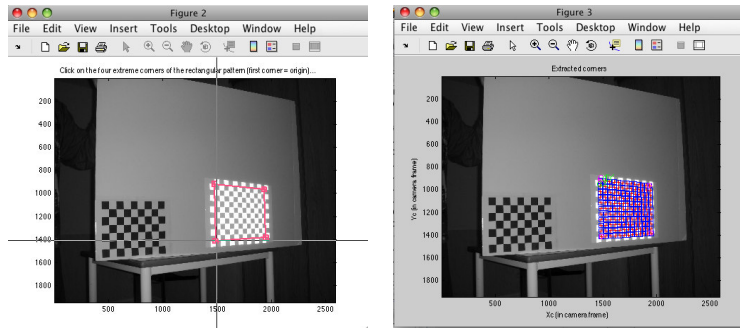 Figure 2
File Edit View Insert Tools Desktop Window Help
Click on the four extreme corners of the rectangular pattern (first corner = origin)...
200
400
600
800
1000
1200
1400
1600
1800
500 1000 1500 2000 2500
Figure 3
File Edit View Insert Tools Desktop Window Help
Extracted corners
200
400
600
800
1000
1200
1400
1600
1800
Yc (in camera frame)
500 1000 1500 2000 2500
Xc (in camera frame)